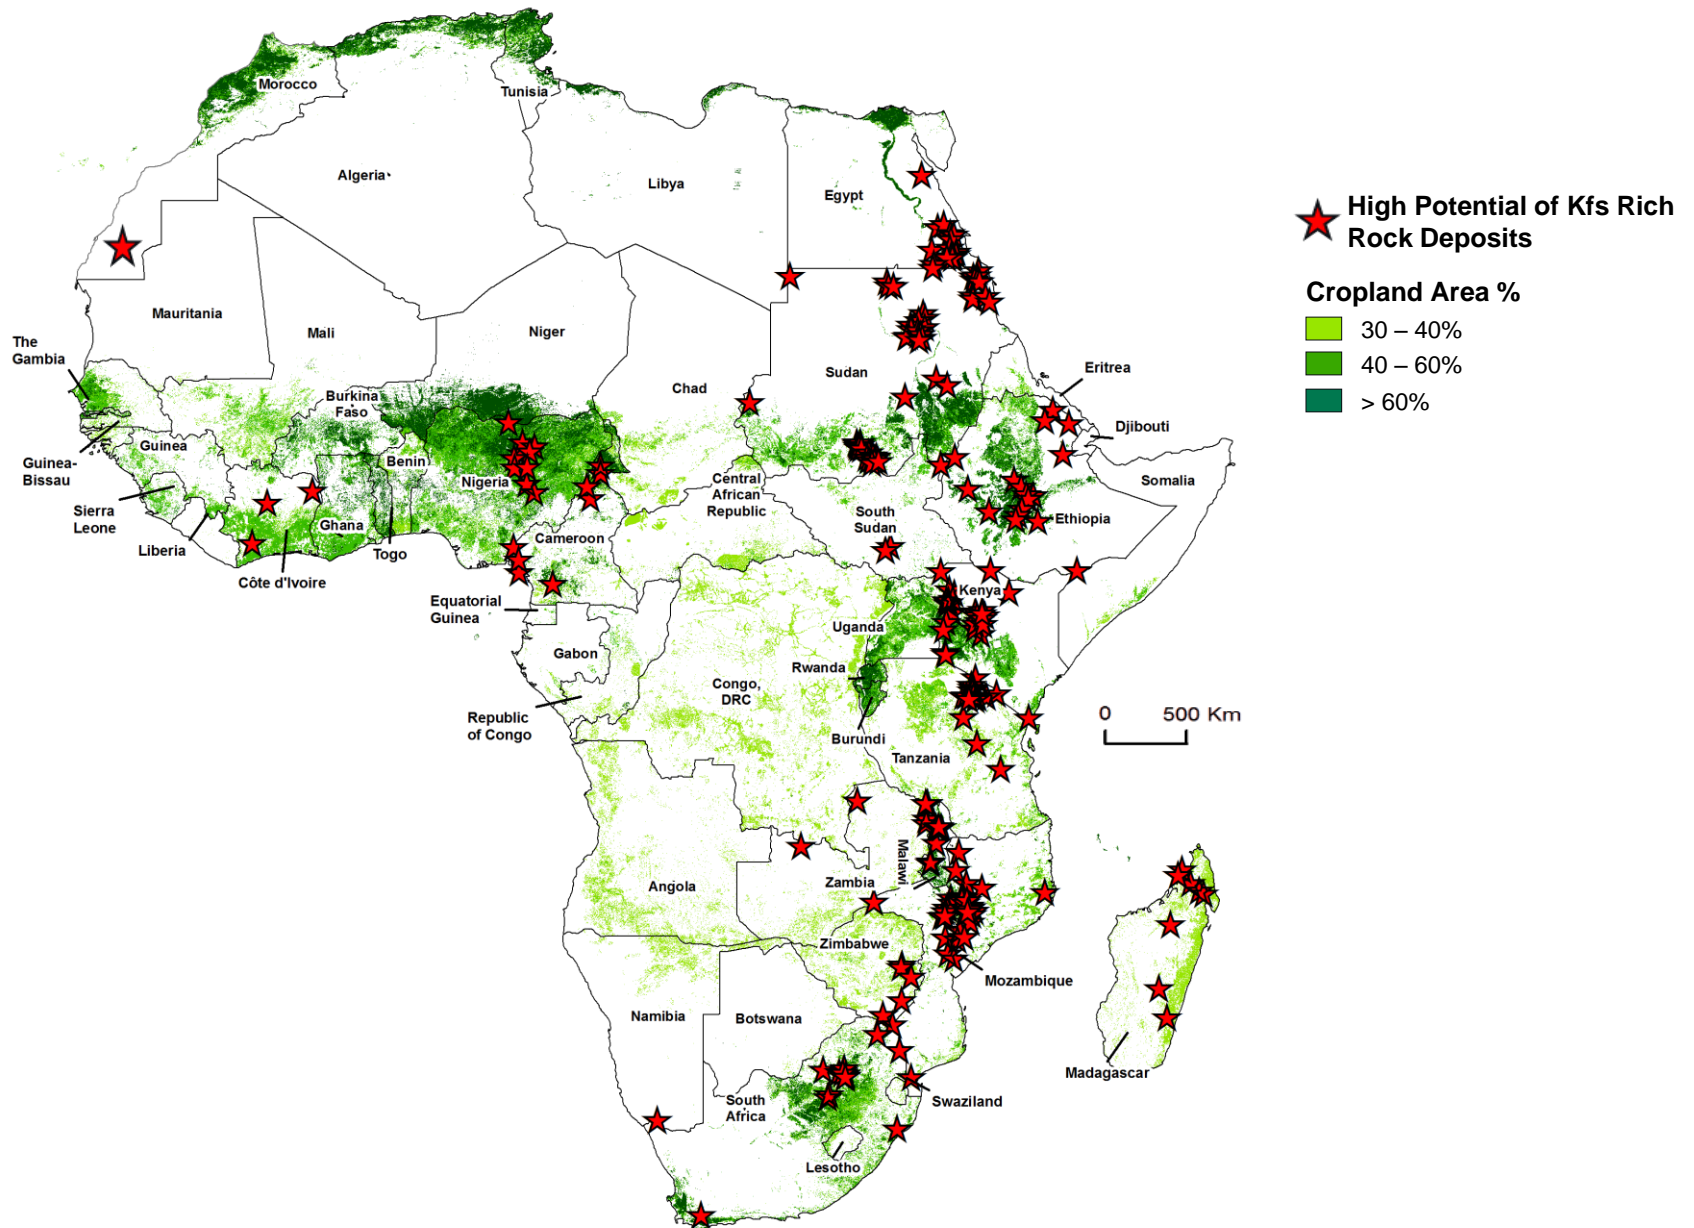 Morocco
Tunisia
Algeria
Libya
Egypt
High Potential of Kfs Rich
Rock Deposits
Cropland Area %
30 – 40%
40 – 60%
> 60%
Mauritania
Mali
Niger
Chad
Sudan
Eritrea
The
Gambia
Burkina
Faso
Djibouti
Guinea
Benin
Guinea-
Bissau
Nigeria
Central
African
Republic
Somalia
Sierra
Leone
Ghana
South
Sudan
Ethiopia
Liberia
Togo
Cameroon
Côte d'Ivoire
Equatorial
Guinea
Kenya
Uganda
Gabon
Rwanda
Congo,
DRC
Republic
of Congo
Burundi
0 500 Km
Tanzania
Malawi
Angola
Zambia
Zimbabwe
Mozambique
Namibia
Botswana
Madagascar
South
Africa
Swaziland
Lesotho